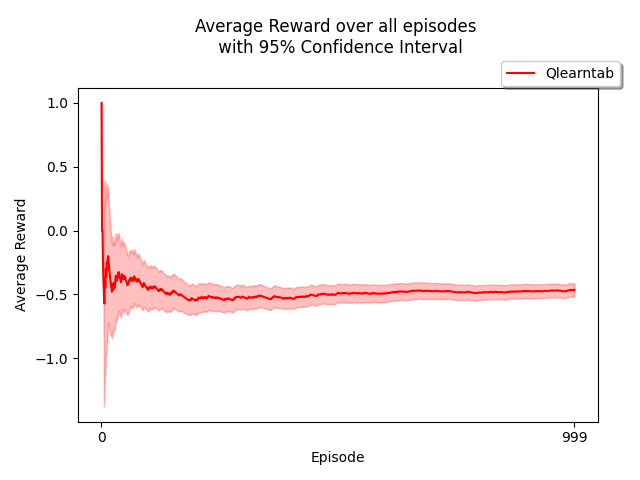 Average Reward over all episodes
with 95% Confidence Interval
Qlearntab
1.0
0.5
0.0
−0.5
−1.0
Average Reward
0
999
Episode